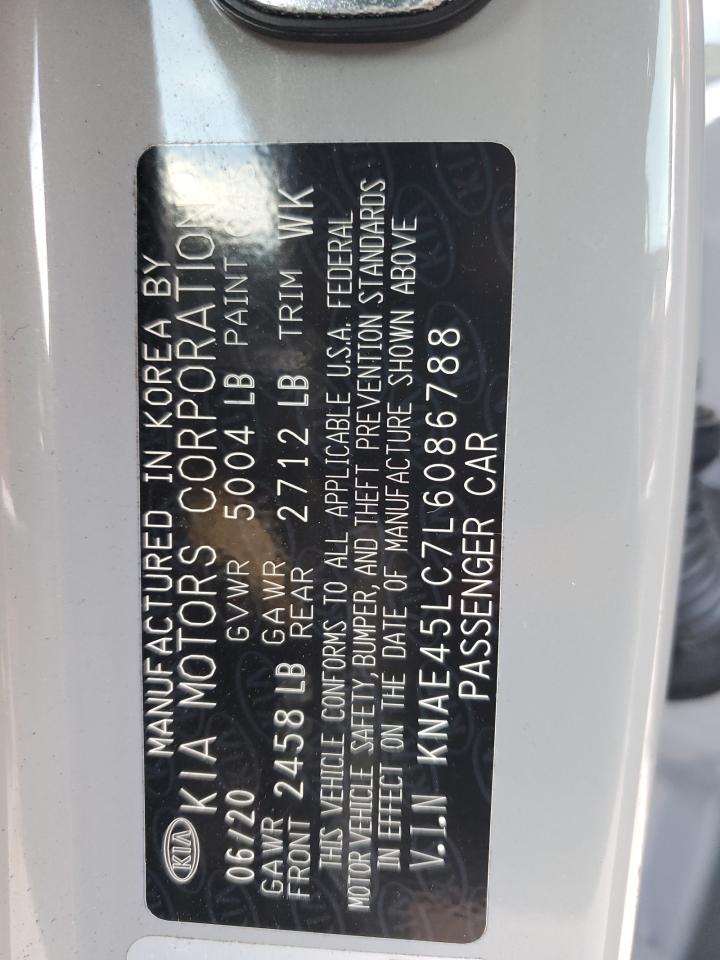 MANUFACTURED IN KOREA BY
KIA KIA MOTORS CORPORATION
06/20 GVWR 5004 LB PAINT
GAWR FRONT 2458 LB GAWR REAR 2712 LB TRIM WK
THIS VEHICLE CONFORMS TO ALL APPLICABLE U.S.A. FEDERAL
MOTOR VEHICLE SAFETY, BUMPER, AND THEFT PREVENTION STANDARDS
IN EFFECT ON THE DATE OF MANUFACTURE SHOWN ABOVE
V.I.N KNAE45LC7L6086788
PASSENGER CAR